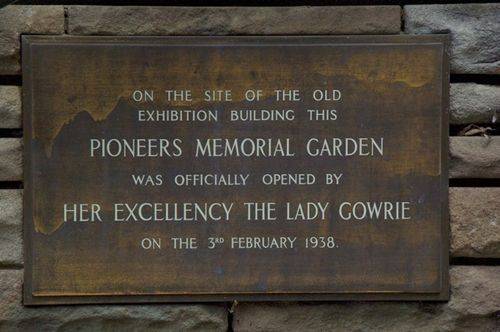 ON THE SITE OF THE OLD
EXHIBITION BUILDING THIS
PIONEERS MEMORIAL GARDEN
WAS OFFICIALLY OPENED BY
HER EXCELLENCY THE LADY GOWRIE
ON THE 3RD FEBRUARY 1938.